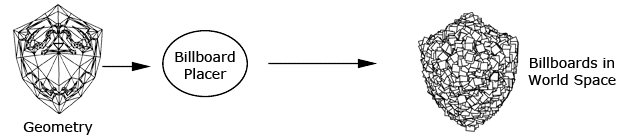 Geometry
Billboard
Placer
Billboards in
World Space